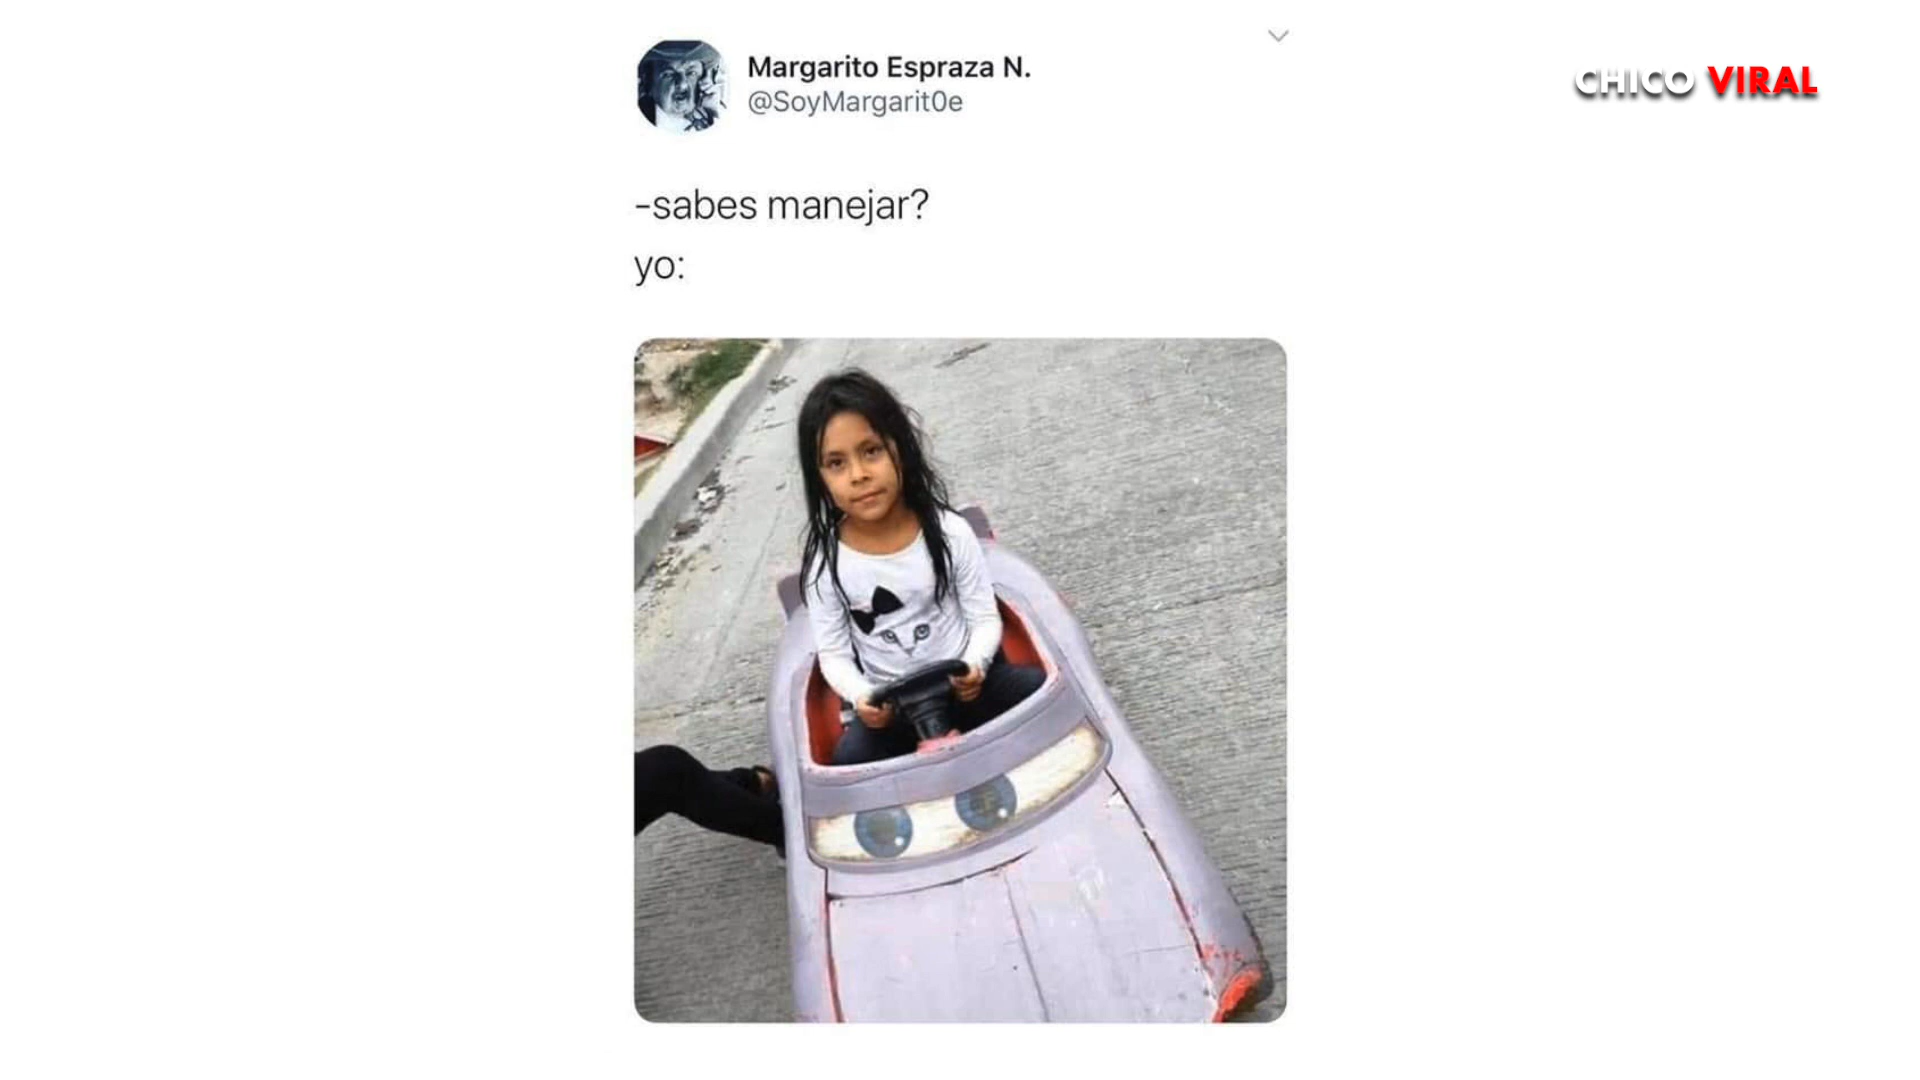 Margarito Espraza N.
@SoyMargarit0e
CHICO VIRAL
-sabes manejar?
yo: